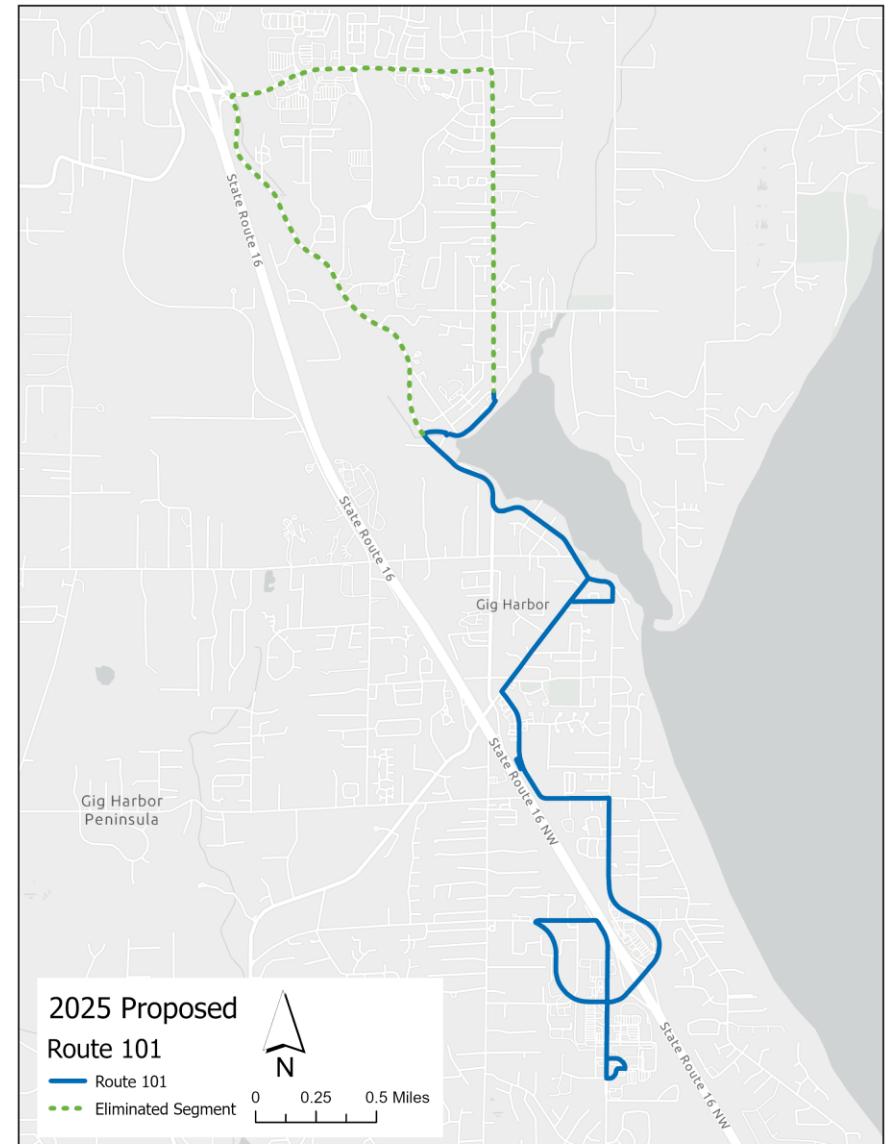 State Route 16
State Route 16
Gig Harbor
State Route 16 NW
Gig Harbor
Peninsula
State Route 16 NW
2025 Proposed
Route 101
N
Route 101
Eliminated Segment
0 0.25 0.5 Miles